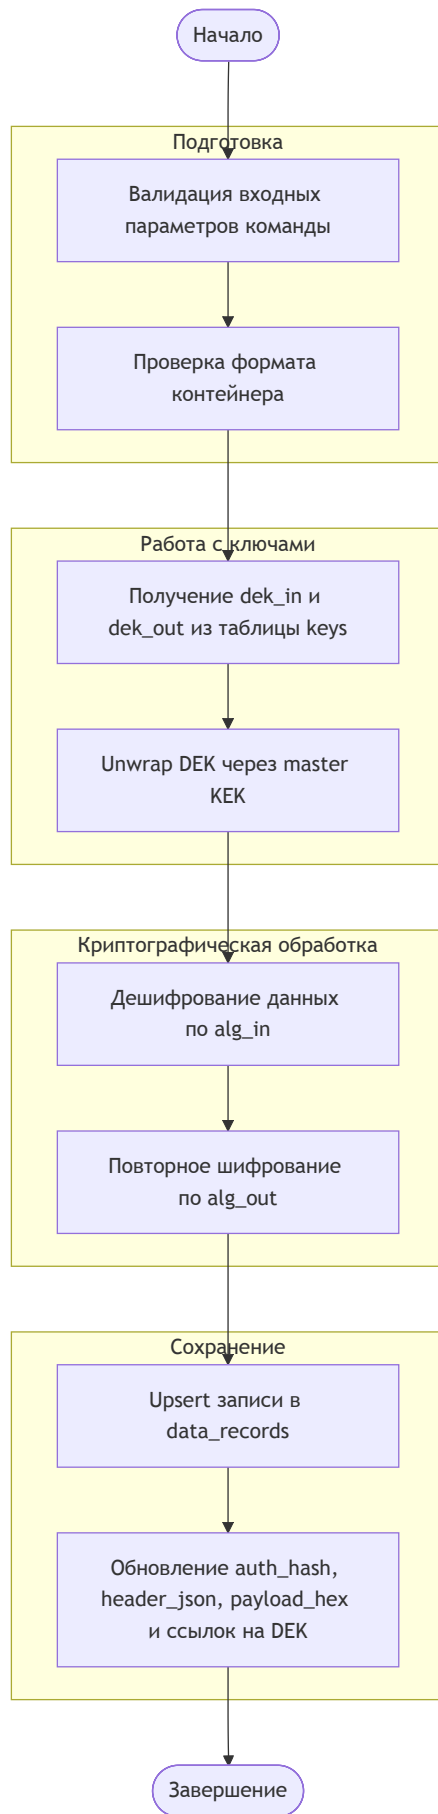 Начало
Подготовка
Валидация входных
параметров команды
Проверка формата
контейнера
Работа с ключами
Получение dek_in и
dek_out из таблицы keys
Unwrap DEK через master
KEK
Криптографическая обработка
Дешифрование данных
по alg_in
Повторное шифрование
по alg_out
Сохранение
Upsert записи в
data_records
Обновление auth_hash,
header_json, payload_hex
и ссылок на DEK
Завершение